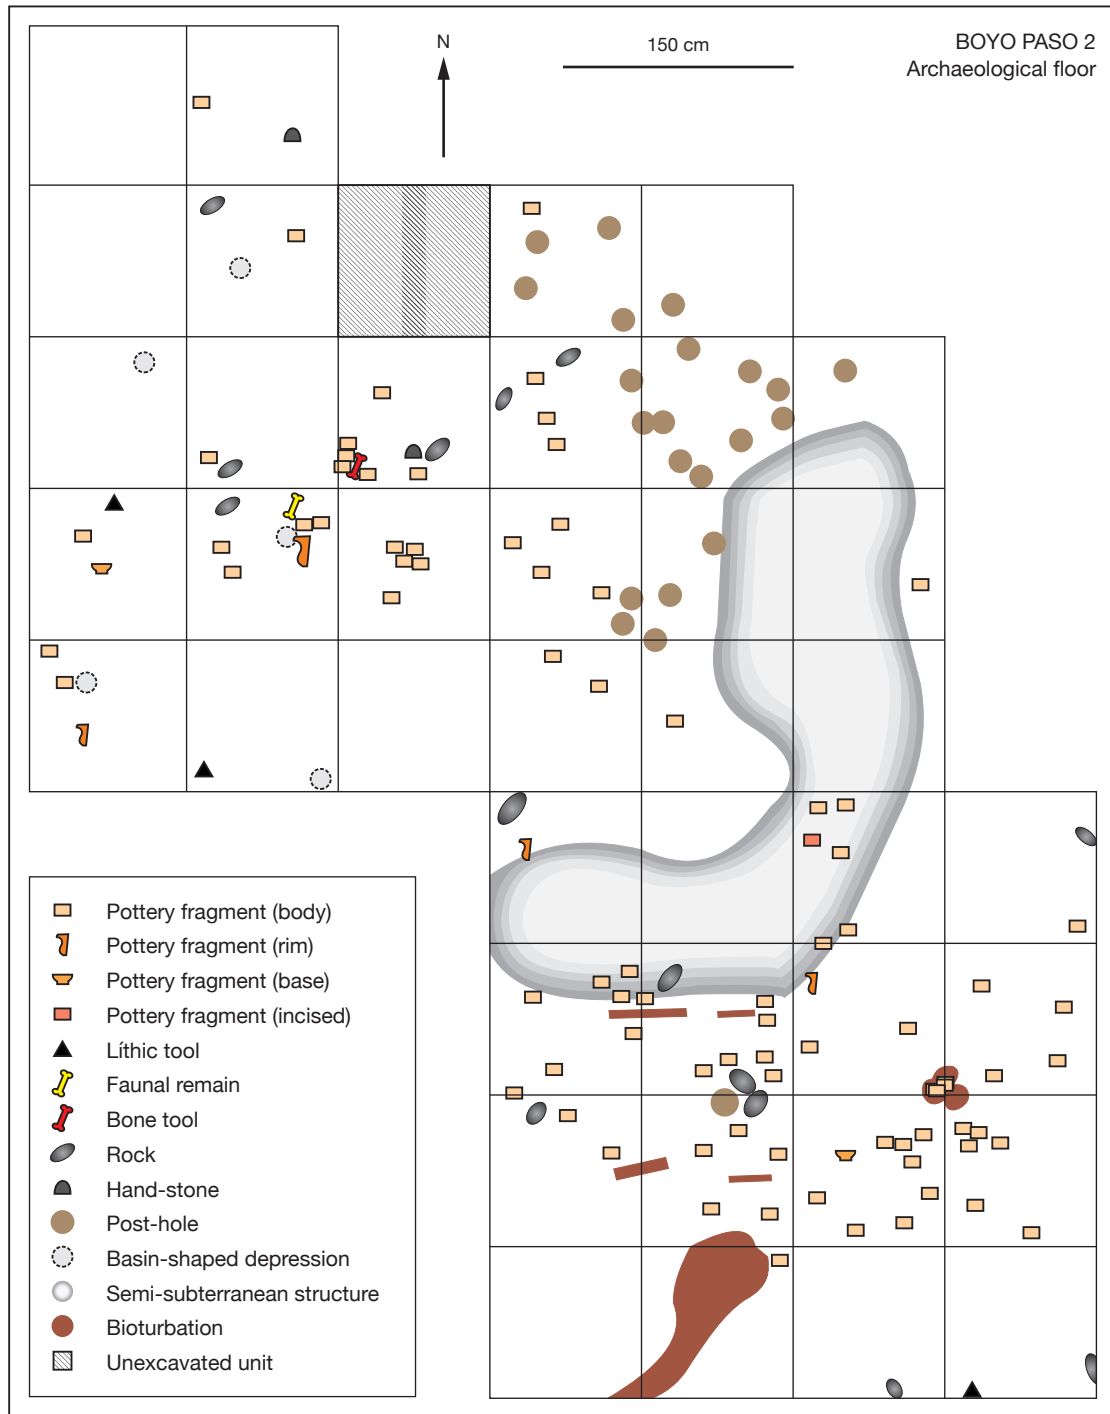 N
150 cm
BOYO PASO 2
Archaeological floor
Pottery fragment (body)
Pottery fragment (rim)
Pottery fragment (base)
Pottery fragment (incised)
Líthic tool
Faunal remain
Bone tool
Rock
Hand-stone
Post-hole
Basin-shaped depression
Semi-subterranean structure
Bioturbation
Unexcavated unit